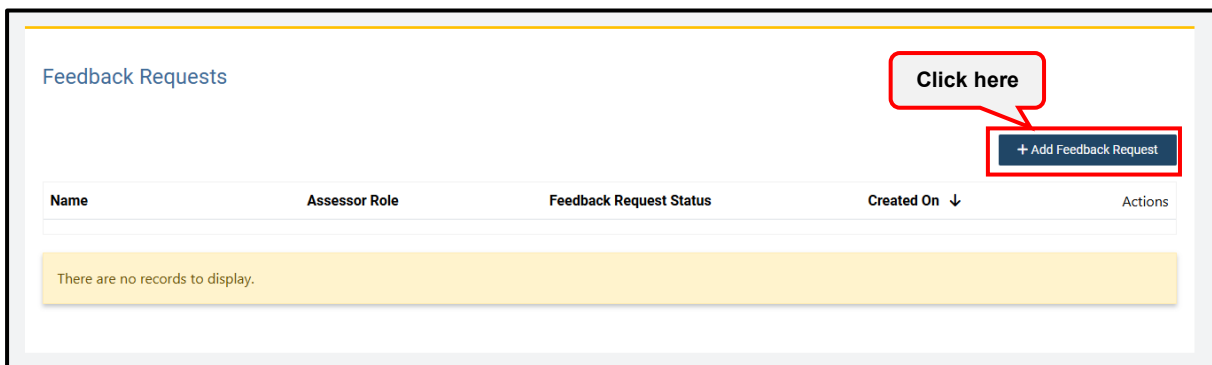 Feedback Requests
Click here
+ Add Feedback Request
Name Assessor Role Feedback Request Status Created On ↓ Actions
There are no records to display.